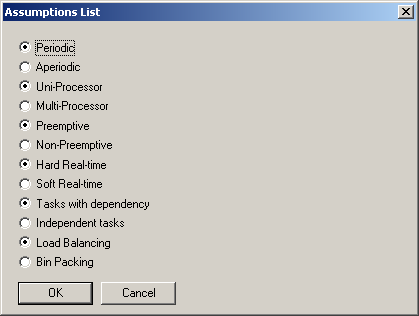 Assumptions List
Periodic
Aperiodic
Uni-Processor
Multi-Processor
Preemptive
Non-Preemptive
Hard Real-time
Soft Real-time
Tasks with dependency
Independent tasks
Load Balancing
Bin Packing
OK Cancel